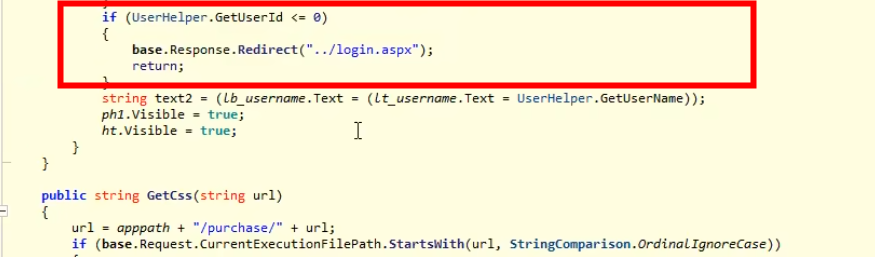 if (UserHelper.GetUserId <= 0)
{
base.Response.Redirect("../login.aspx");
return;
}
string text2 = (lb_username.Text = (lt_username.Text = UserHelper.GetUserName));
ph1.Visible = true;
ht.Visible = true;
}
}
public string GetCss(string url)
{
url = apppath + "/purchase/" + url;
if (base.Request.CurrentExecutionFilePath.StartsWith(url, StringComparison.OrdinalIgnoreCase))